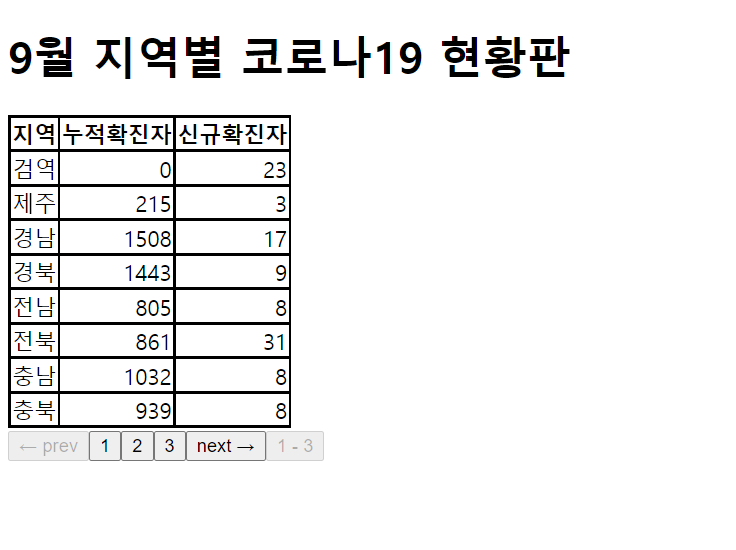 9월 지역별 코로나19 현황판
지역 누적확진자 신규확진자
검역 0 23
제주 215 3
경남 1508 17
경북 1443 9
전남 805 8
전북 861 31
충남 1032 8
충북 939 8
← prev 1 2 3 next → 1 - 3